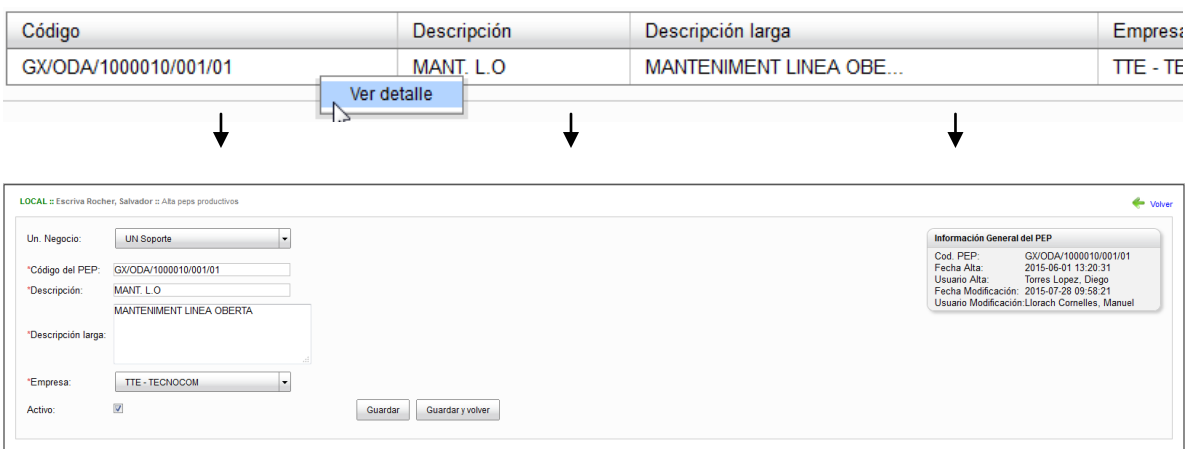 Código Descripción Descripción larga Empresa
GX/ODA/1000010/001/01 MANT. L.O MANTENIMENT LINEA OBE... TTE - TE
Ver detalle
LOCAL :: Escriva Rocher, Salvador :: Alta peps productivos
Volver
Un. Negocio: UN Soporte
*Código del PEP: GX/ODA/1000010/001/01
*Descripción: MANT. L.O
*Descripción larga: MANTENIMENT LINEA OBERTA
*Empresa: TTE - TECNOCOM
Activo:
Guardar Guardar y volver
Información General del PEP
Cod. PEP: GX/ODA/1000010/001/01
Fecha Alta: 2015-06-01 13:20:31
Usuario Alta: Torres Lopez, Diego
Fecha Modificación: 2015-07-28 09:58:21
Usuario Modificación:Llorach Cornelles, Manuel